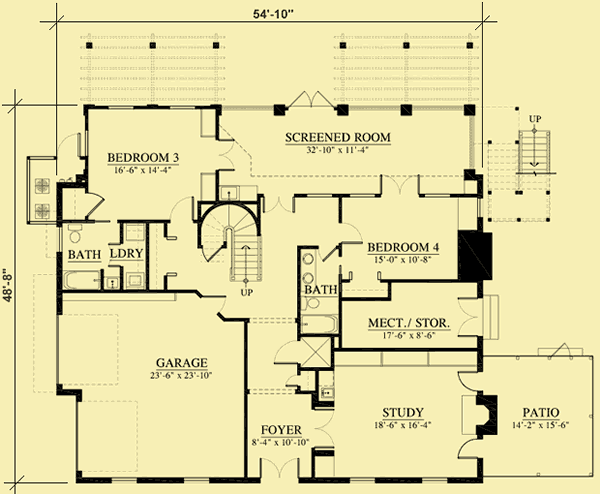 54'-10"
UP
SCREENED ROOM
32'-10" x 11'-4"
BEDROOM 3
16'-6" x 14'-4"
BEDROOM 4
15'-0" x 10'-8"
BATH
LDRY
UP
BATH
48'-8"
MECT./ STOR.
17'-6" x 8'-6"
GARAGE
23'-6" x 23'-10"
STUDY
18'-6" x 16'-4"
PATIO
14'-2" x 15'-6"
FOYER
8'-4" x 10'-10"